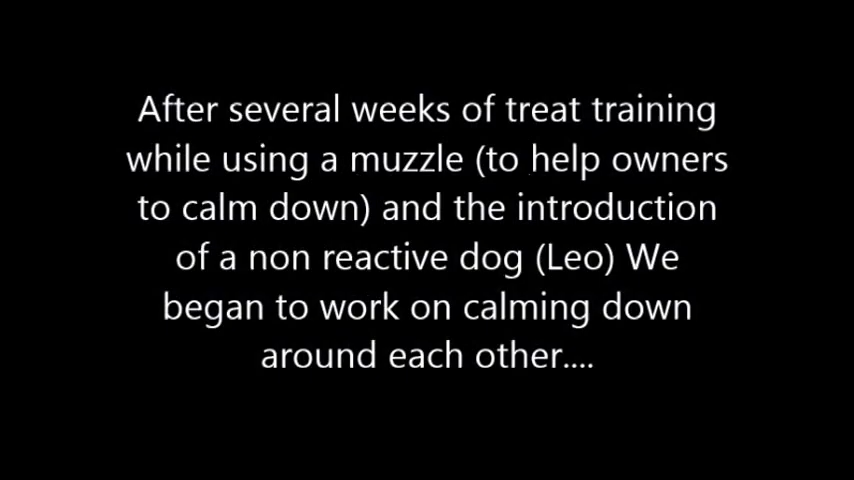 After several weeks of treat training
while using a muzzle (to help owners
to calm down) and the introduction
of a non reactive dog (Leo) We
began to work on calming down
around each other....